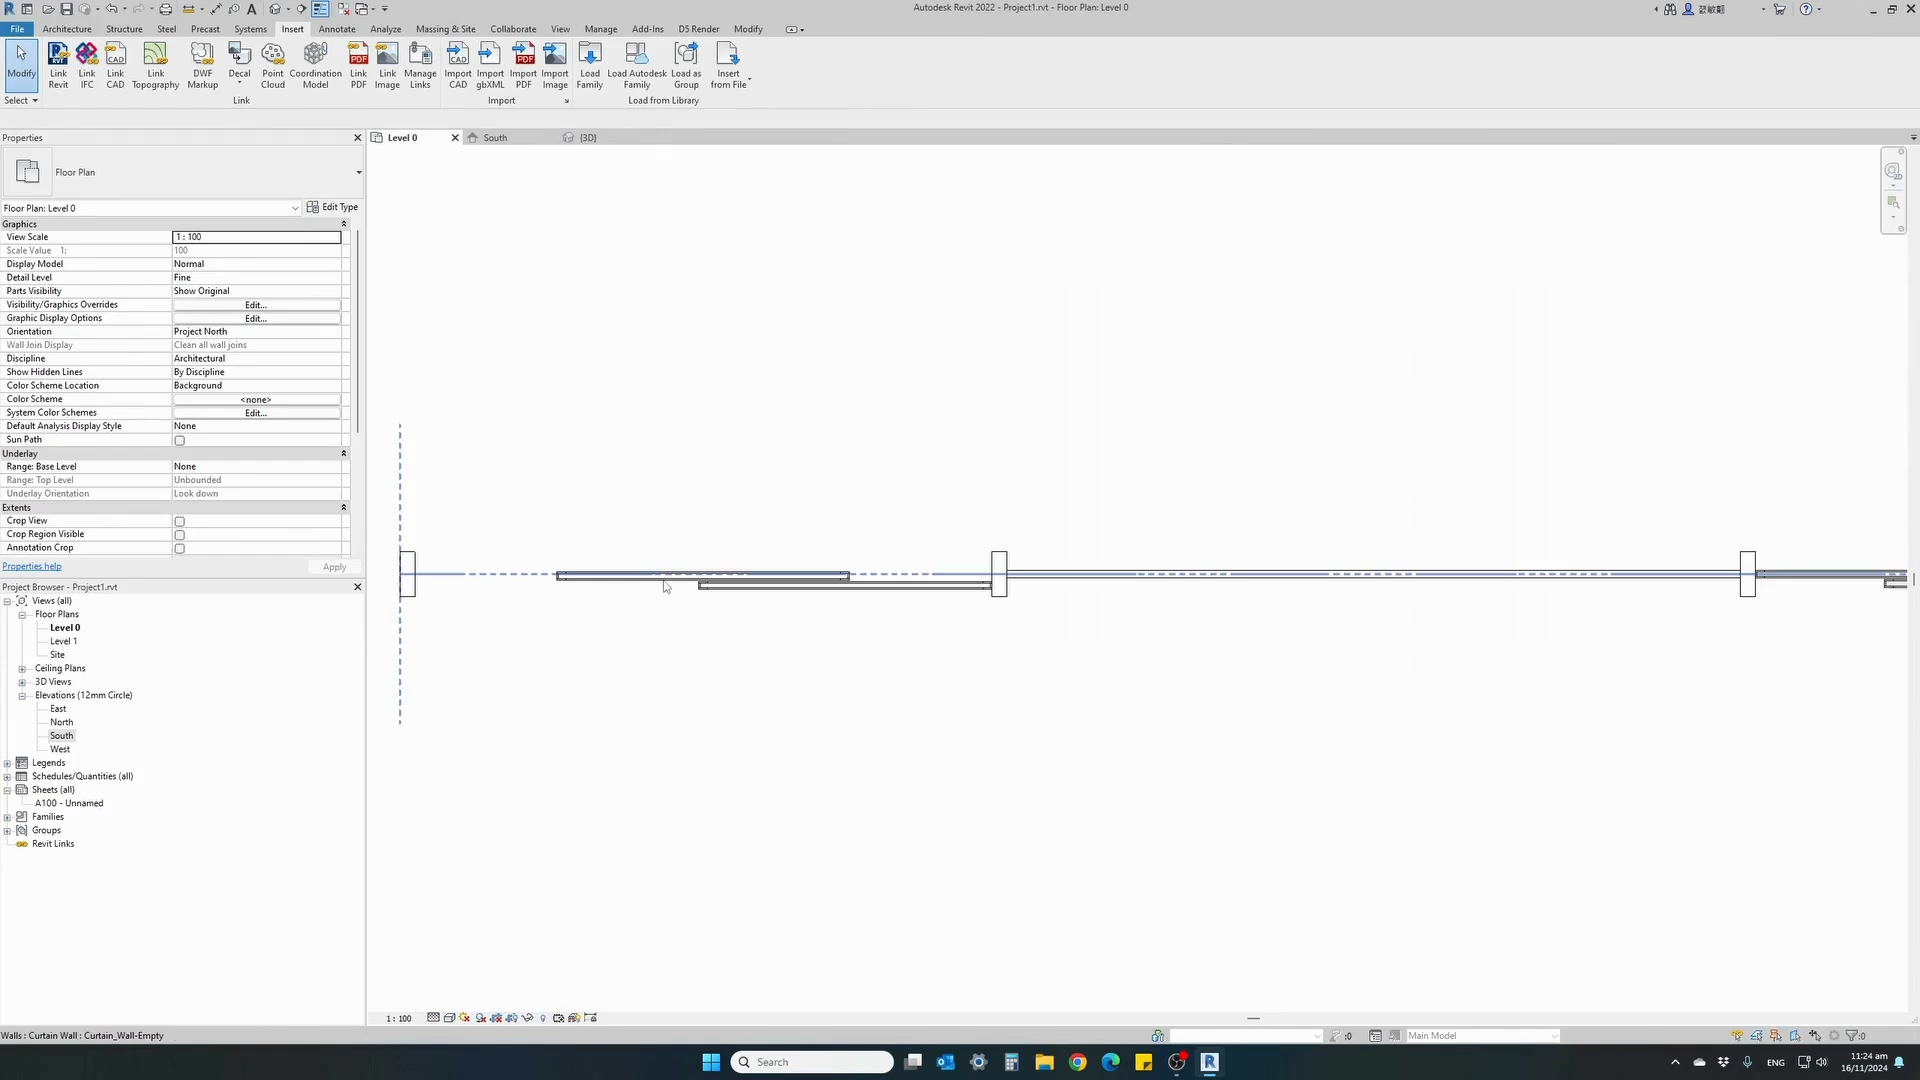 Autodesk Revit 2022 - Project1.rvt - Floor Plan: Level 0
File Architecture Structure Steel Precast Systems Insert Annotate Analyze Massing & Site Collaborate View Manage Add-Ins D5 Render Modify
Modify
Link Revit
Link IFC
Link CAD
Link Topography
DWF Markup
Decal
Point Cloud
Coordination Model
Link PDF
Link Image
Manage Links
Import CAD
Import gbXML
Import PDF
Import Image
Load Family
Load Autodesk Family
Load as Group
Insert from File
Select
Link
Import
Load from Library
Properties
Level 0
South
{3D}
Floor Plan
Floor Plan: Level 0
Edit Type
Graphics
View Scale 1 : 100
Scale Value 1: 100
Display Model Normal
Detail Level Fine
Parts Visibility Show Original
Visibility/Graphics Overrides Edit...
Graphic Display Options Edit...
Orientation Project North
Wall Join Display Clean all wall joins
Discipline Architectural
Show Hidden Lines By Discipline
Color Scheme Location Background
Color Scheme <none>
System Color Schemes Edit...
Default Analysis Display Style None
Sun Path
Underlay
Range: Base Level None
Range: Top Level Unbounded
Underlay Orientation Look down
Extents
Crop View
Crop Region Visible
Annotation Crop
Properties help
Apply
Project Browser - Project1.rvt
Views (all)
Floor Plans
Level 0
Level 1
Site
Ceiling Plans
3D Views
Elevations (12mm Circle)
East
North
South
West
Legends
Schedules/Quantities (all)
Sheets (all)
A100 - Unnamed
Families
Groups
Revit Links
1 : 100
Walls : Curtain Wall : Curtain_Wall-Empty
:0
Main Model
:0
Search
ENG
11:24 am
16/11/2024